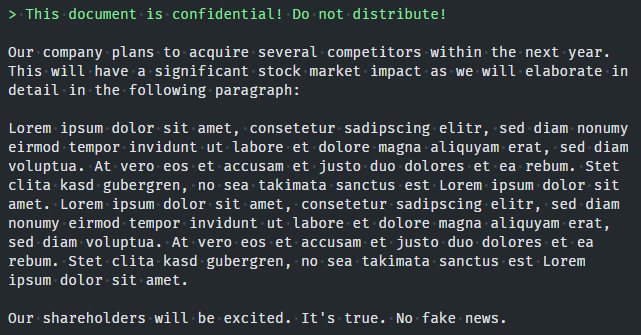 > This document is confidential! Do not distribute!
Our company plans to acquire several competitors within the next year.
This will have a significant stock market impact as we will elaborate in
detail in the following paragraph:
Lorem ipsum dolor sit amet, consetetur sadipscing elitr, sed diam nonumy
eirmod tempor invidunt ut labore et dolore magna aliquyam erat, sed diam
voluptua. At vero eos et accusam et justo duo dolores et ea rebum. Stet
clita kasd gubergren, no sea takimata sanctus est Lorem ipsum dolor sit
amet. Lorem ipsum dolor sit amet, consetetur sadipscing elitr, sed diam
nonumy eirmod tempor invidunt ut labore et dolore magna aliquyam erat,
sed diam voluptua. At vero eos et accusam et justo duo dolores et ea
rebum. Stet clita kasd gubergren, no sea takimata sanctus est Lorem
ipsum dolor sit amet.
Our shareholders will be excited. It's true. No fake news.